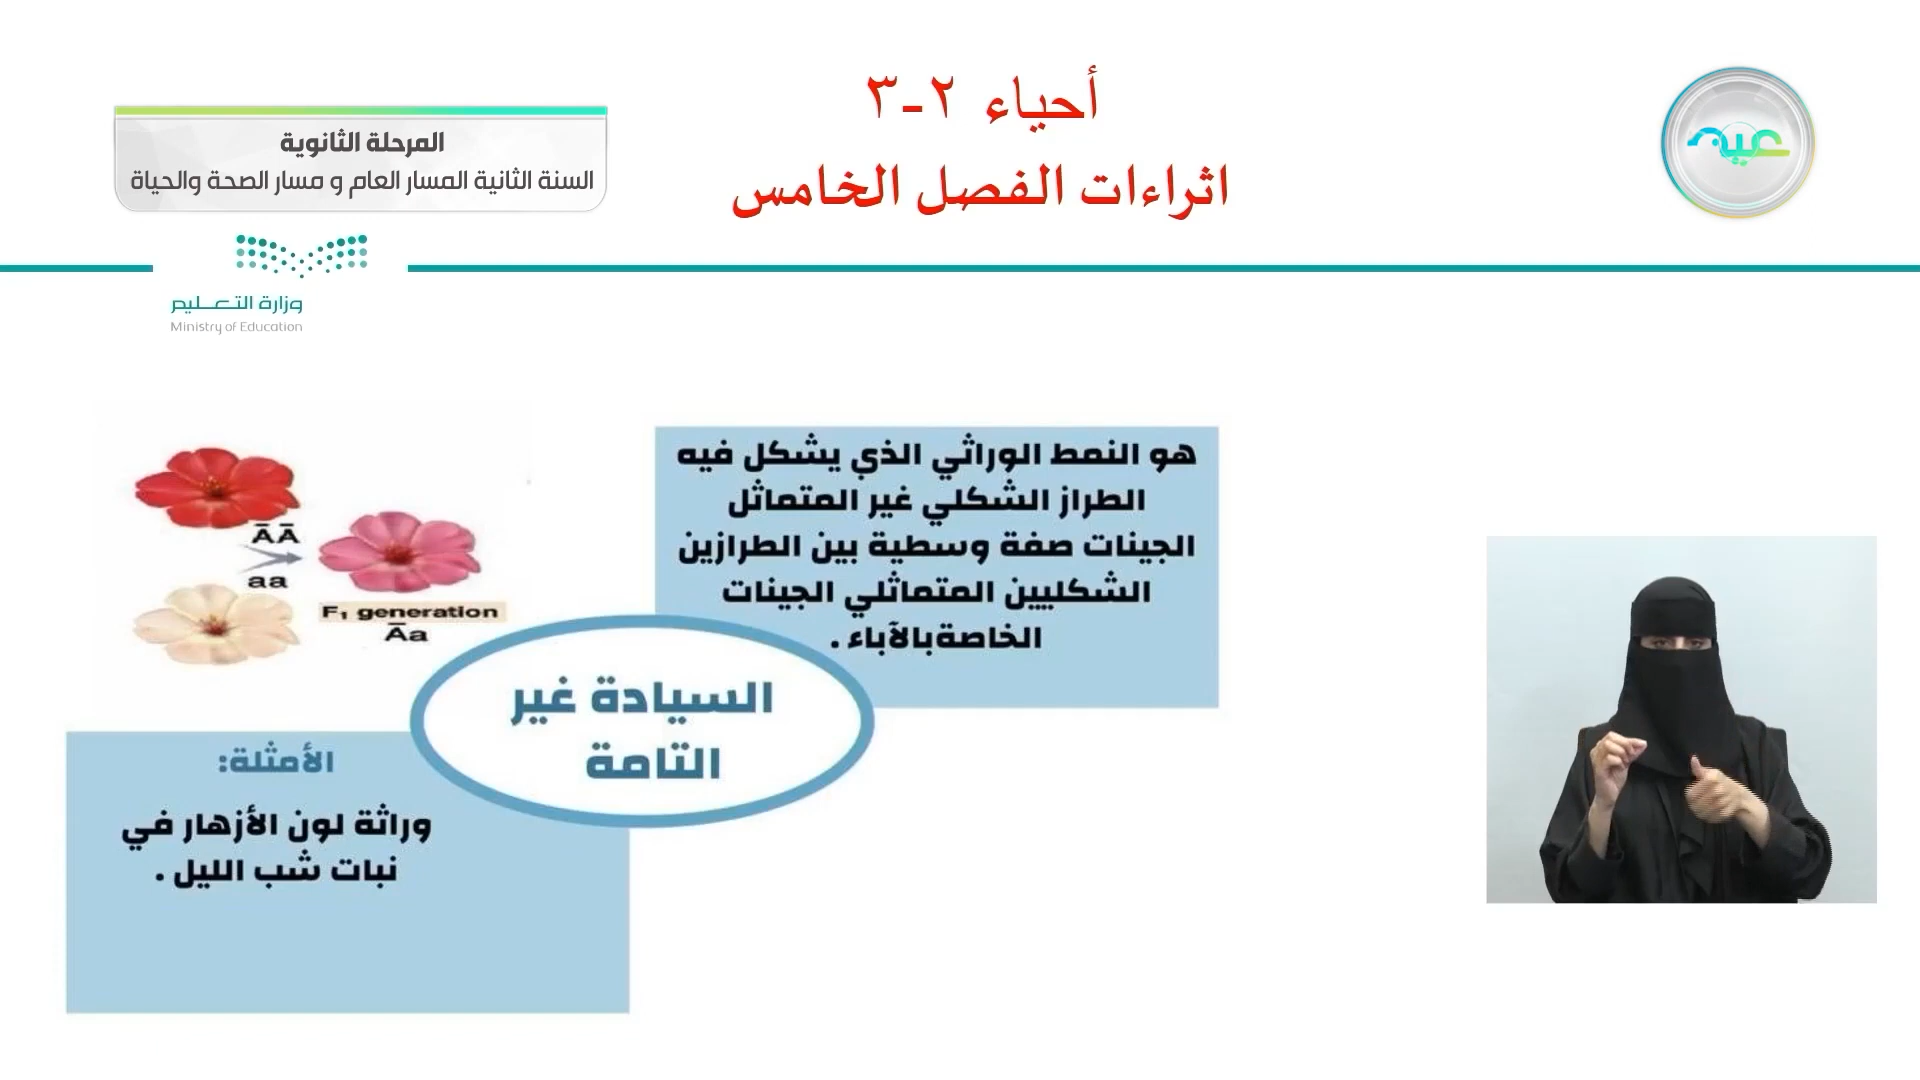 أحياء ٢-٣
اثراءات الفصل الخامس
عين
المرحلة الثانوية
السنة الثانية المسار العام و مسار الصحة والحياة
وزارة التعليم
Ministry of Education
هو النمط الوراثي الذي يشكل فيه
الطراز الشكلي غير المتماثل
الجينات صفة وسطية بين الطرازين
الشكليين المتماثلي الجينات
الخاصةبالآباء .
ĀĀ
aa
F₁ generation
Āa
السيادة غير
التامة
الأمثلة:
وراثة لون الأزهار في
نبات شب الليل .